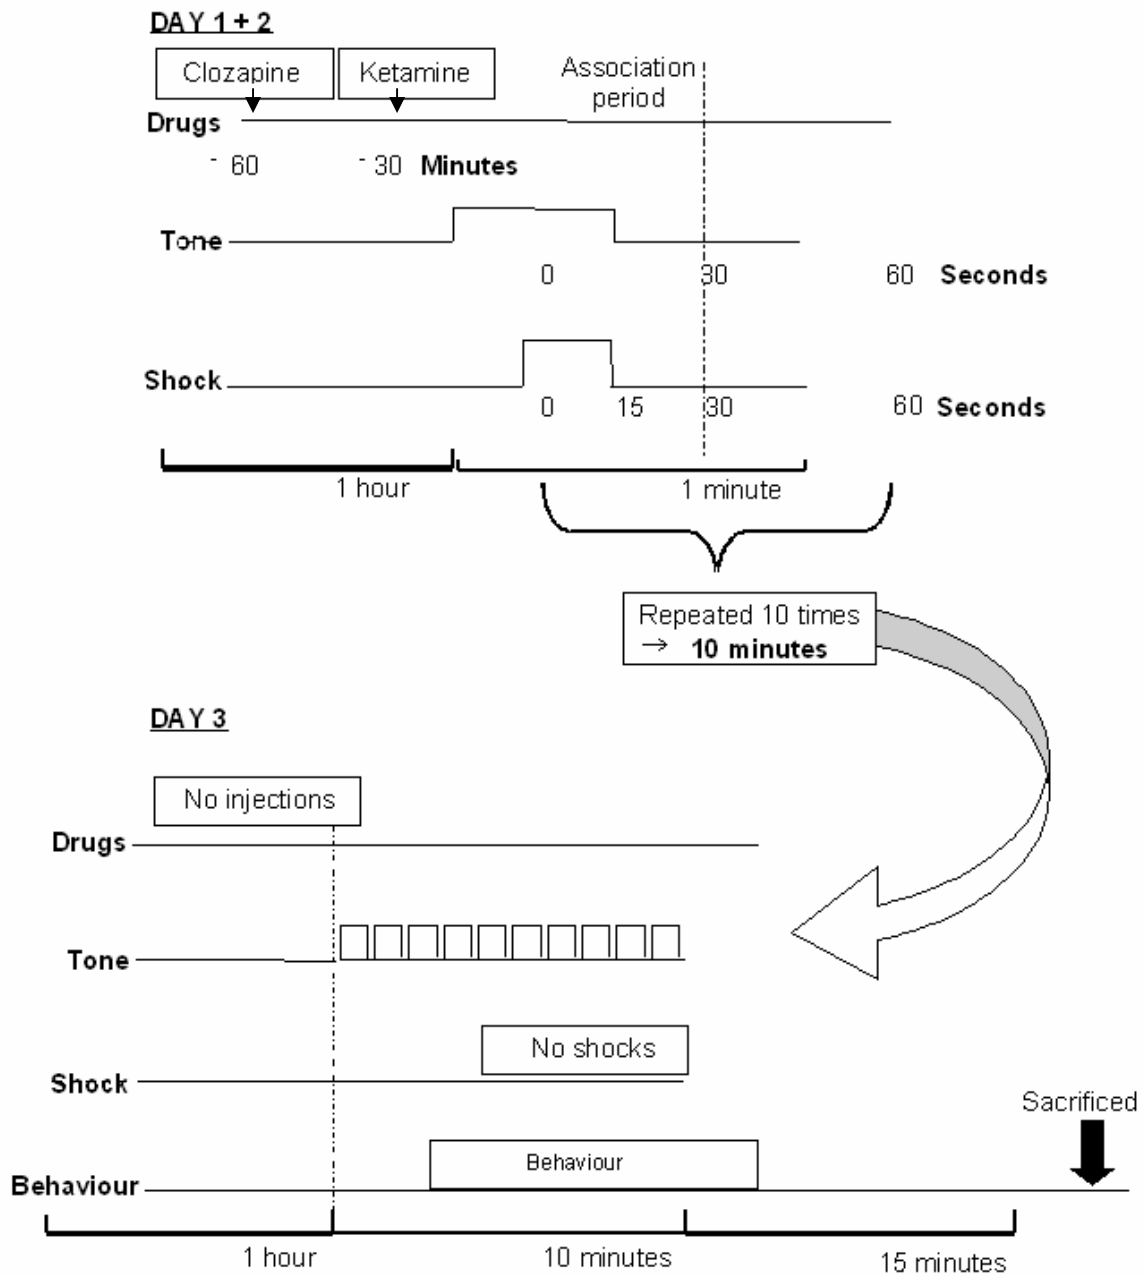 DAY 1 + 2
Clozapine Ketamine
Association
period
Drugs
- 60 - 30 Minutes
Tone
0 30 60 Seconds
Shock
0 15 30 60 Seconds
1 hour 1 minute
Repeated 10 times
→ 10 minutes
DAY 3
No injections
Drugs
Tone
No shocks
Shock
Sacrificed
Behaviour
Behaviour
1 hour 10 minutes 15 minutes